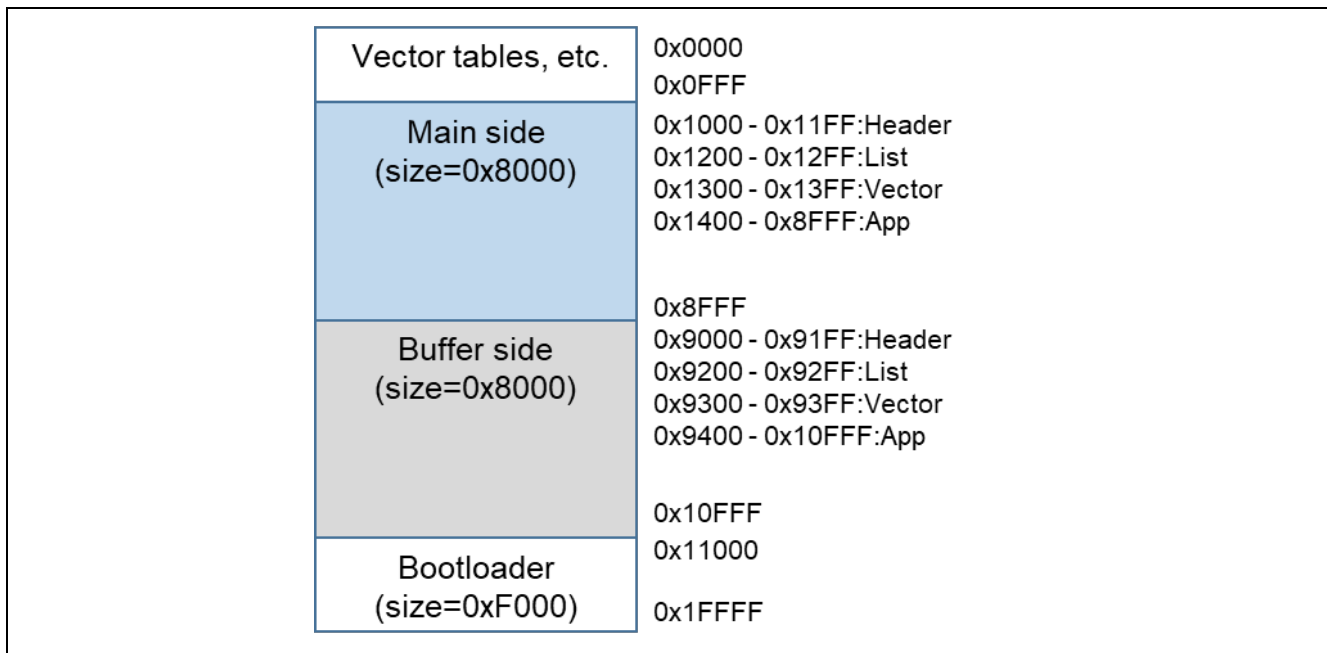 Vector tables, etc.
0x0000
0x0FFF
Main side
(size=0x8000)
0x1000 - 0x11FF:Header
0x1200 - 0x12FF:List
0x1300 - 0x13FF:Vector
0x1400 - 0x8FFF:App
0x8FFF
Buffer side
(size=0x8000)
0x9000 - 0x91FF:Header
0x9200 - 0x92FF:List
0x9300 - 0x93FF:Vector
0x9400 - 0x10FFF:App
0x10FFF
Bootloader
(size=0xF000)
0x11000
0x1FFFF